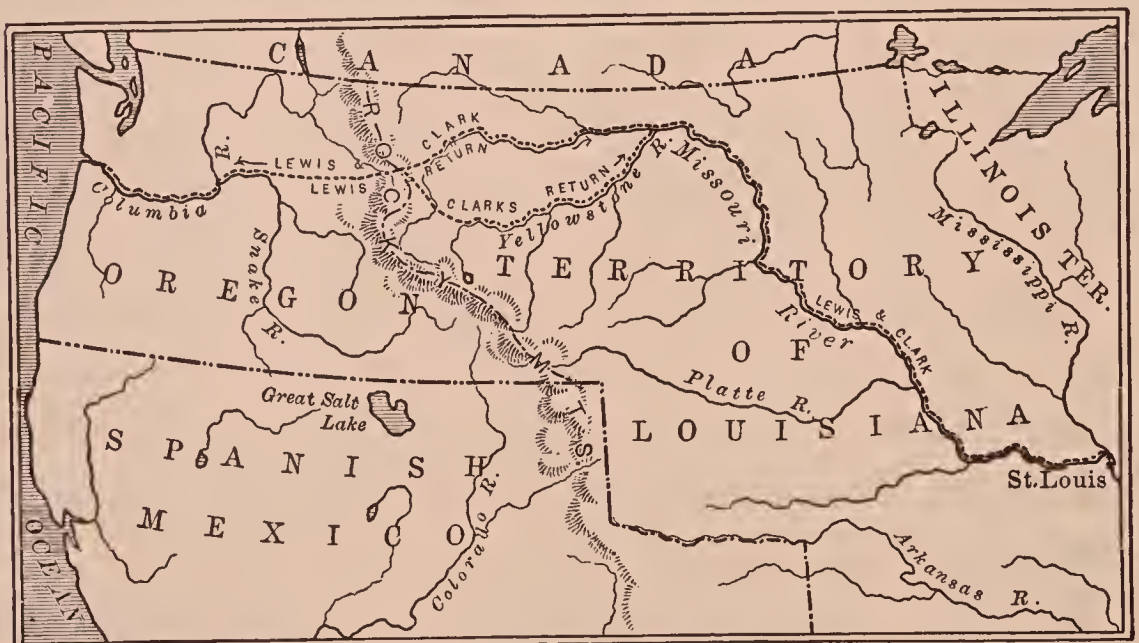 PACIFIC
OCEAN
CANADA
ROCKY MTS
ILLINOIS TER.
Mississippi R.
CLARK
RETURN
R.
← LEWIS &
LEWIS
CLARKS
RETURN →
Yellowstone R.
Missouri
River
Columbia
OREGON
Snake
R.
TERRITORY
OF
LOUISIANA
LEWIS & CLARK
Platte R.
Great Salt
Lake
SPANISH
MEXICO
Colorado R.
St. Louis
Arkansas R.